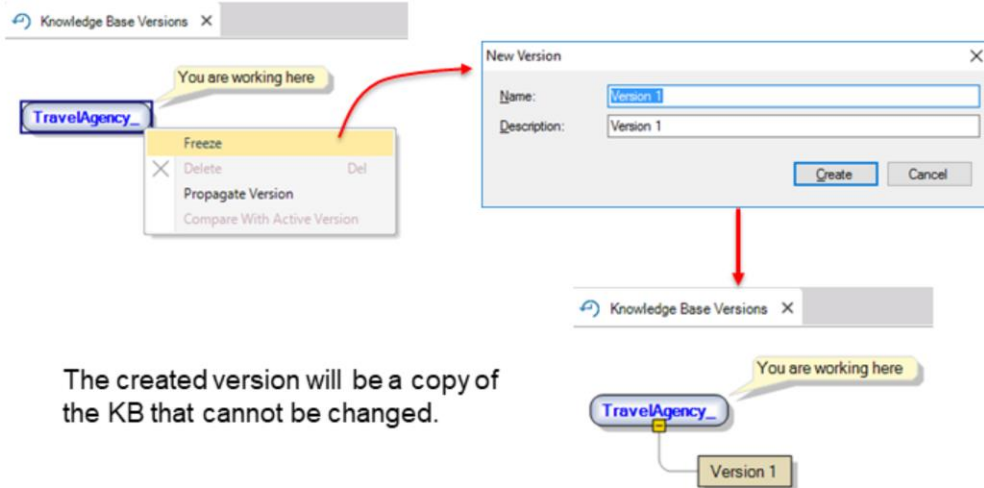 Knowledge Base Versions
You are working here
TravelAgency_
Freeze
Delete Del
Propagate Version
Compare With Active Version
New Version
Name: Version 1
Description: Version 1
Create Cancel
Knowledge Base Versions
You are working here
TravelAgency_
Version 1
The created version will be a copy of
the KB that cannot be changed.